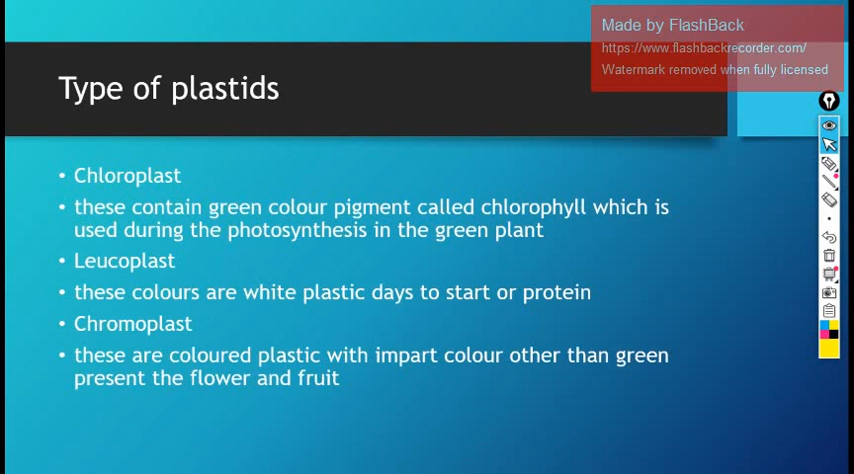 Made by FlashBack
https://www.flashbackrecorder.com/
Watermark removed when fully licensed
Type of plastids
• Chloroplast
• these contain green colour pigment called chlorophyll which is
used during the photosynthesis in the green plant
• Leucoplast
• these colours are white plastic days to start or protein
• Chromoplast
• these are coloured plastic with impart colour other than green
present the flower and fruit